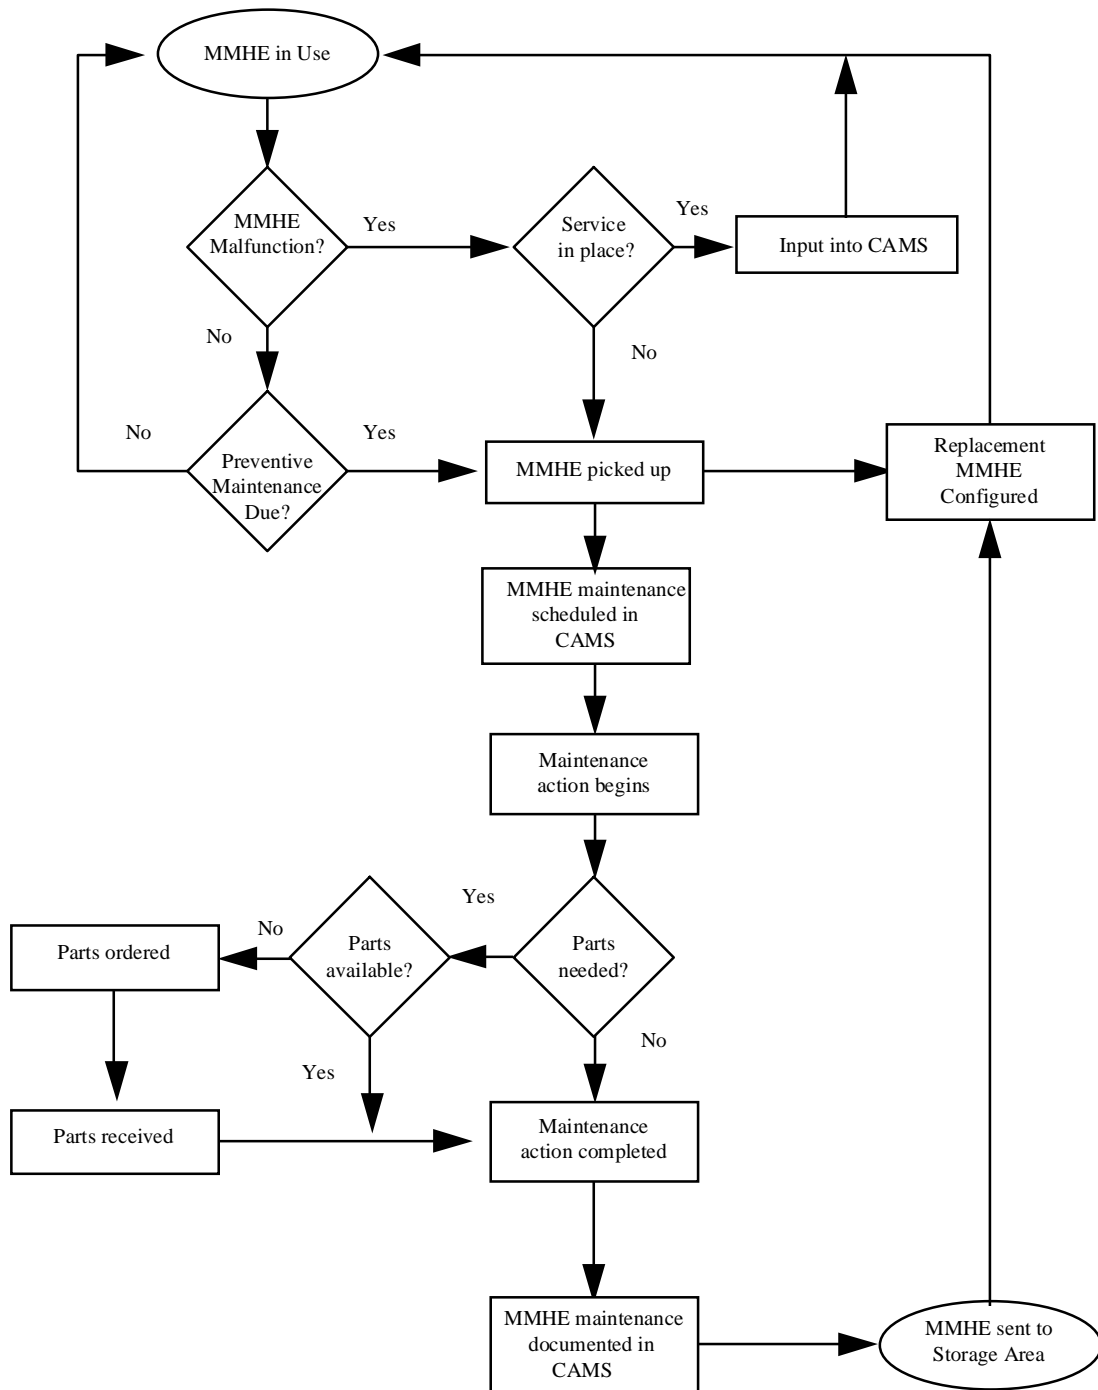 MMHE in Use
MMHE
Malfunction?
Yes
Service
in place?
Yes
Input into CAMS
No
No
No
Preventive
Maintenance
Due?
Yes
MMHE picked up
Replacement
MMHE
Configured
MMHE maintenance
scheduled in
CAMS
Maintenance
action begins
Parts ordered
No
Parts
available?
Yes
Parts
needed?
No
Yes
Parts received
Maintenance
action completed
MMHE maintenance
documented in
CAMS
MMHE sent to
Storage Area